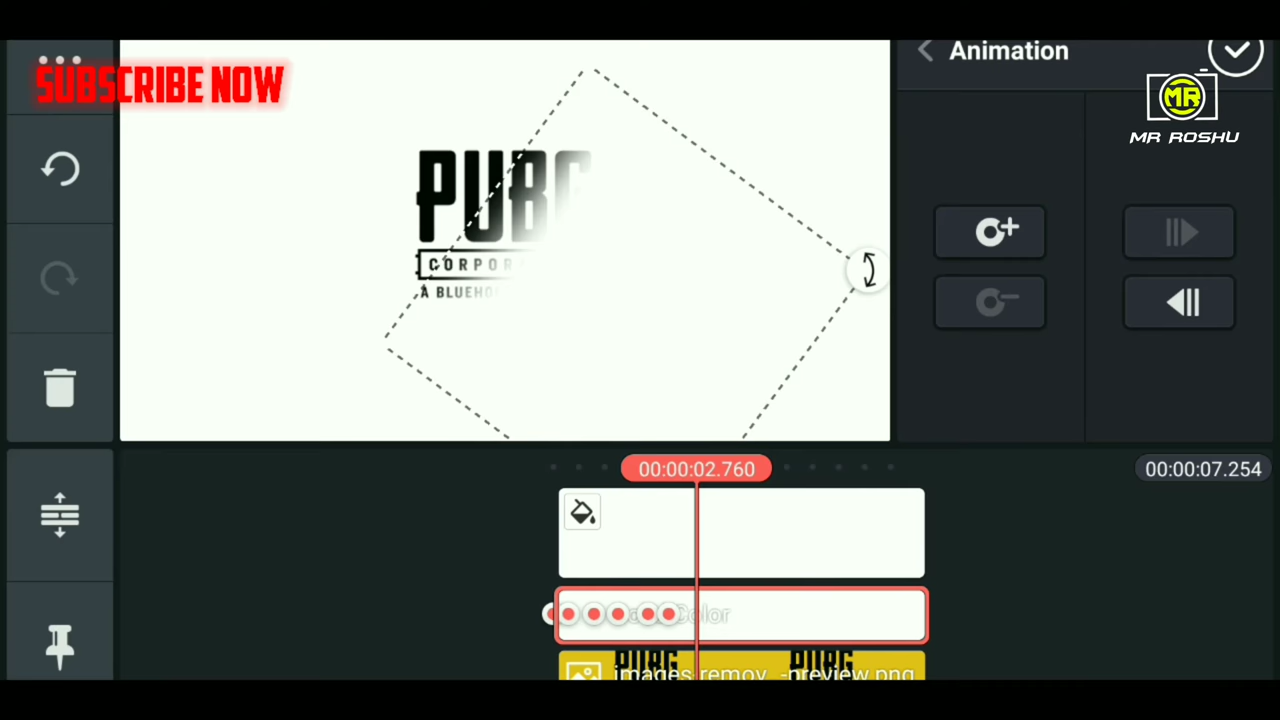 SUBSCRIBE NOW
Animation
MR
MR ROSHU
PUBG
CORPOR
A BLUEHO
00:00:02.760
00:00:07.254
Color
PUBG PUBG
images remov -preview.png